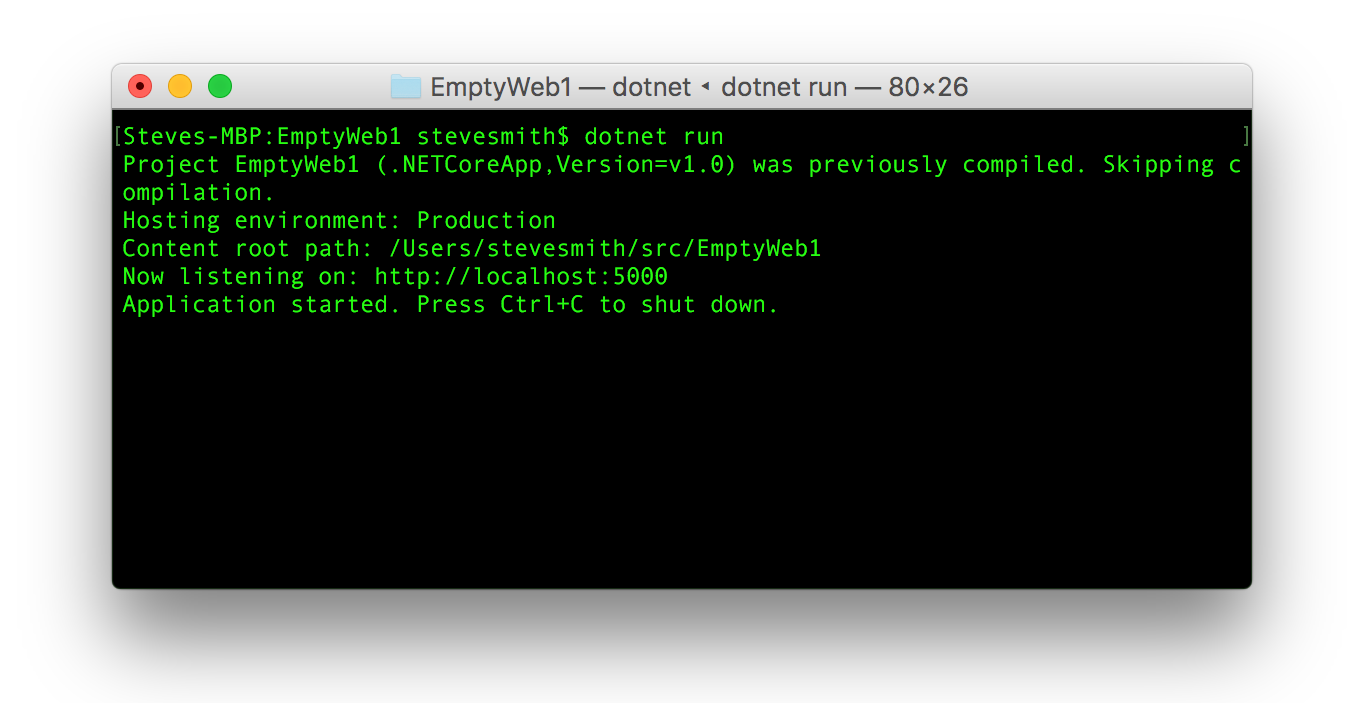 EmptyWeb1 — dotnet ◂ dotnet run — 80×26
[Steves-MBP:EmptyWeb1 stevesmith$ dotnet run ]
Project EmptyWeb1 (.NETCoreApp,Version=v1.0) was previously compiled. Skipping c
ompilation.
Hosting environment: Production
Content root path: /Users/stevesmith/src/EmptyWeb1
Now listening on: http://localhost:5000
Application started. Press Ctrl+C to shut down.